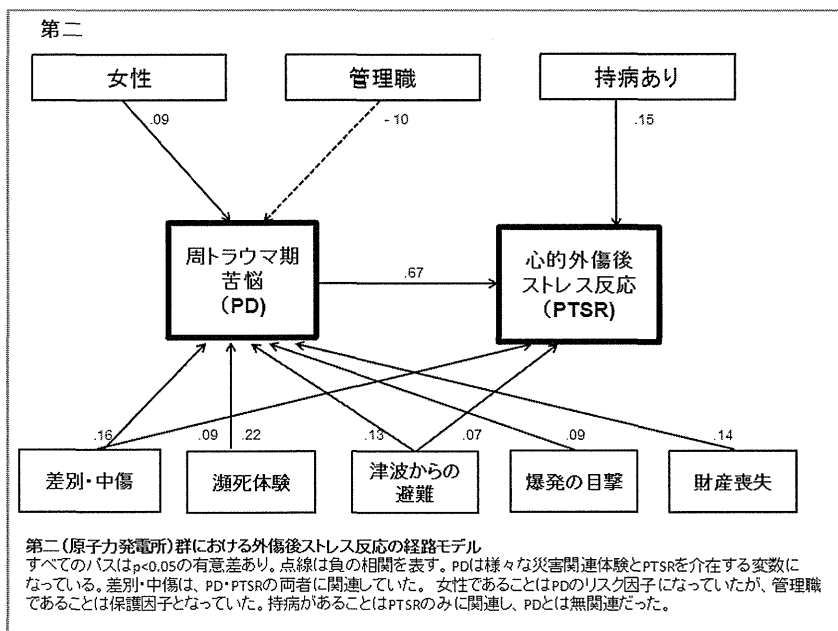 第二
女性
管理職
持病あり
.09
- 10
.15
周トラウマ期
苦悩
(PD)
.67
心的外傷後
ストレス反応
(PTSR)
.16
.09
.22
.13
.07
.09
.14
差別・中傷
瀕死体験
津波からの
避難
爆発の目撃
財産喪失
第二(原子力発電所)群における外傷後ストレス反応の経路モデル
すべてのパスはp<0.05の有意差あり。点線は負の相関を表す。PDは様々な災害関連体験とPTSRを介在する変数に
なっている。差別・中傷は、PD・PTSRの両者に関連していた。 女性であることはPDのリスク因子になっていたが、管理職
であることは保護因子となっていた。持病があることはPTSRのみに関連し、PDとは無関連だった。